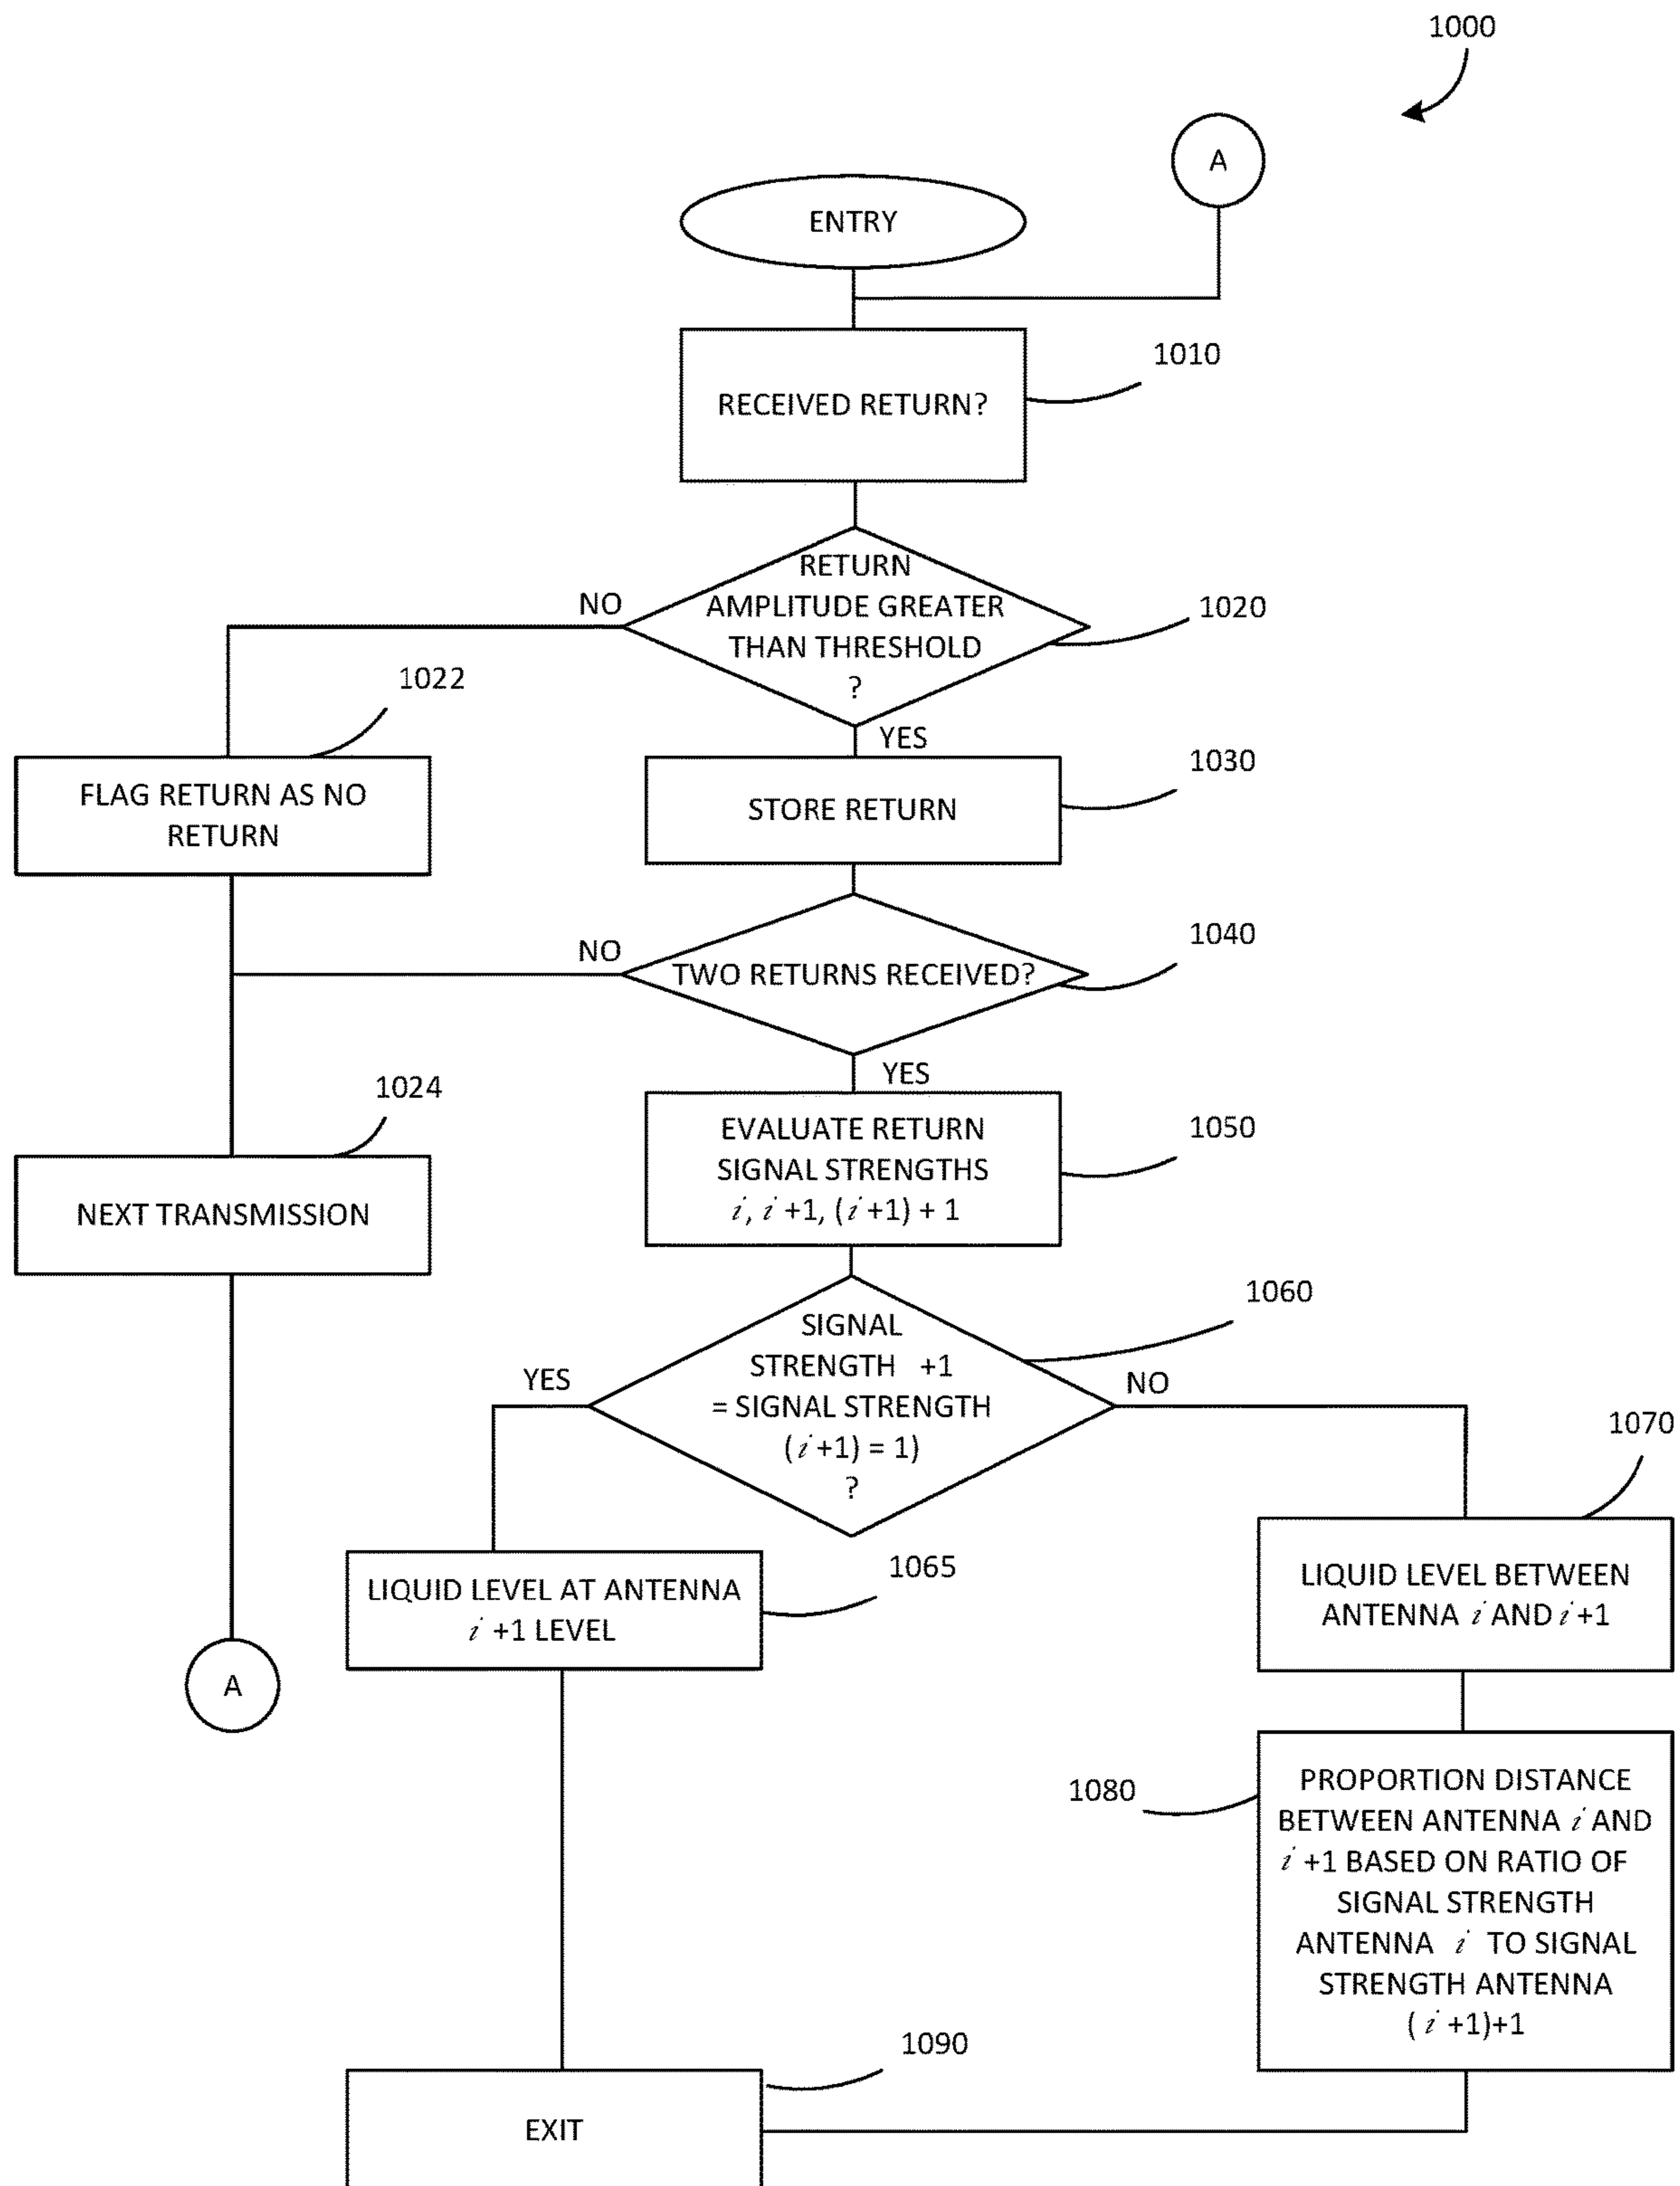 1000
A
ENTRY
1010
RECEIVED RETURN?
RETURN
AMPLITUDE GREATER
THAN THRESHOLD
?
1020
NO
YES
1022
FLAG RETURN AS NO
RETURN
1030
STORE RETURN
1040
NO
TWO RETURNS RECEIVED?
YES
1024
NEXT TRANSMISSION
1050
EVALUATE RETURN
SIGNAL STRENGTHS
i, i +1, (i +1) + 1
1060
SIGNAL
STRENGTH +1
= SIGNAL STRENGTH
(i +1) = 1)
?
YES
NO
1065
LIQUID LEVEL AT ANTENNA
i +1 LEVEL
1070
LIQUID LEVEL BETWEEN
ANTENNA i AND i +1
A
1080
PROPORTION DISTANCE
BETWEEN ANTENNA i AND
i +1 BASED ON RATIO OF
SIGNAL STRENGTH
ANTENNA i TO SIGNAL
STRENGTH ANTENNA
( i +1)+1
1090
EXIT